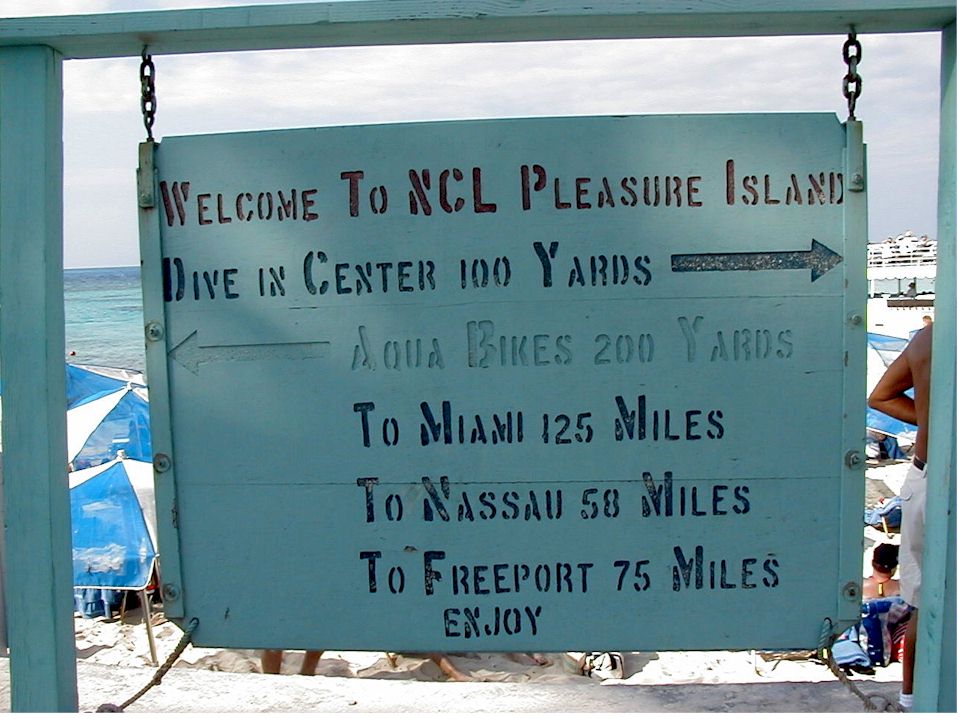 WELCOME TO NCL PLEASURE ISLAND
DIVE IN CENTER 100 YARDS
AQUA BIKES 200 YARDS
TO MIAMI 125 MILES
TO NASSAU 58 MILES
TO FREEPORT 75 MILES
ENJOY